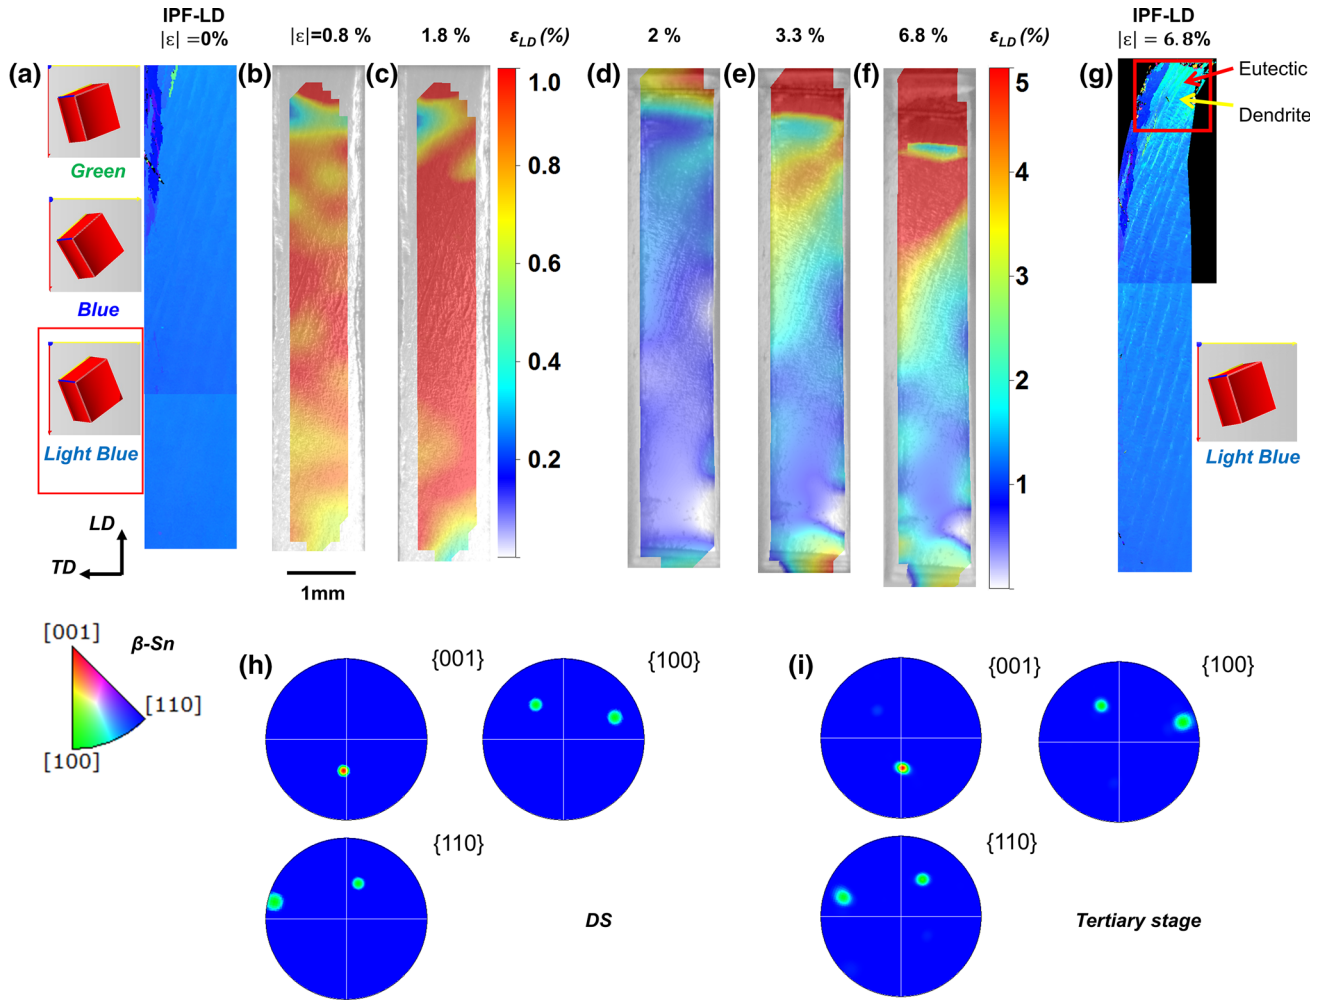 IPF-LD
|ε| =0%
|ε|=0.8 %
1.8 %
ε_LD (%)
2 %
3.3 %
6.8 %
ε_LD (%)
IPF-LD
|ε| = 6.8%
(a)
(b)
(c)
(d)
(e)
(f)
(g)
Green
Blue
Light Blue
LD
TD
1mm
1.0
0.8
0.6
0.4
0.2
5
4
3
2
1
Eutectic
Dendrite
Light Blue
β-Sn
[001]
[110]
[100]
(h)
{001}
{100}
{110}
DS
(i)
{001}
{100}
{110}
Tertiary stage